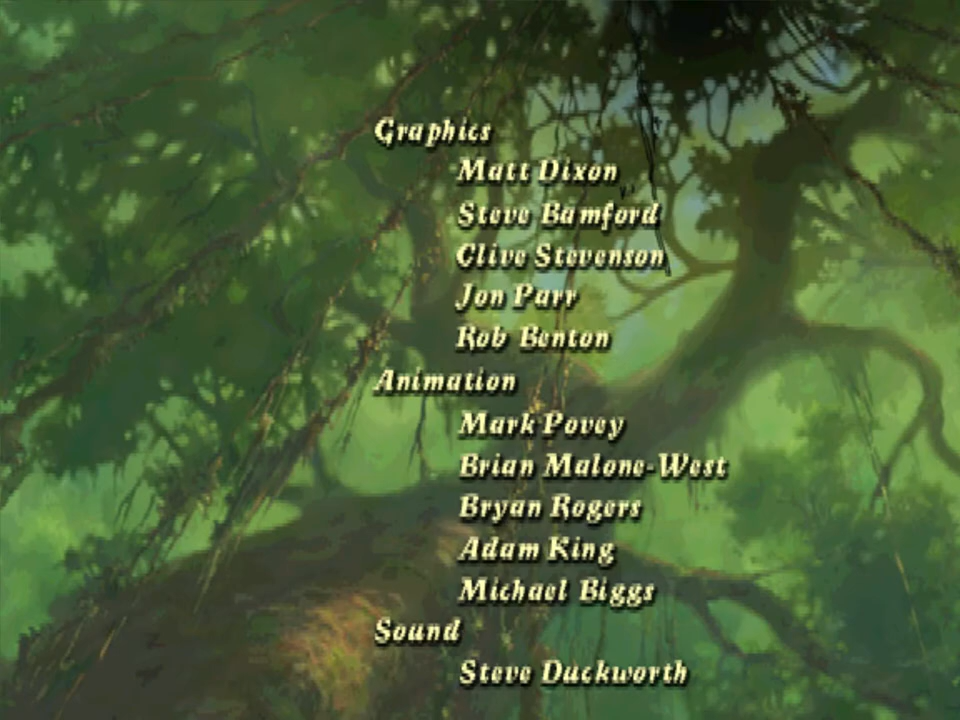 Graphics
Matt Dixon
Steve Bamford
Clive Stevenson
Jon Parr
Rob Benton
Animation
Mark Povey
Brian Malone-West
Bryan Rogers
Adam King
Michael Biggs
Sound
Steve Duckworth